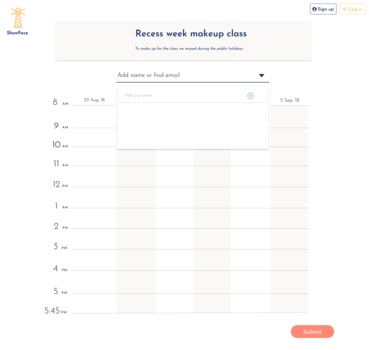 Sign up
Log in
ShowFace
Recess week makeup class
To make up for the class we missed during the public holidays.
Add name or find email
Add your name
8 AM
25 Aug '18
5 Sep '18
9 AM
10 AM
11 AM
12 PM
1 PM
2 PM
3 PM
4 PM
5 PM
5.45 PM
Submit